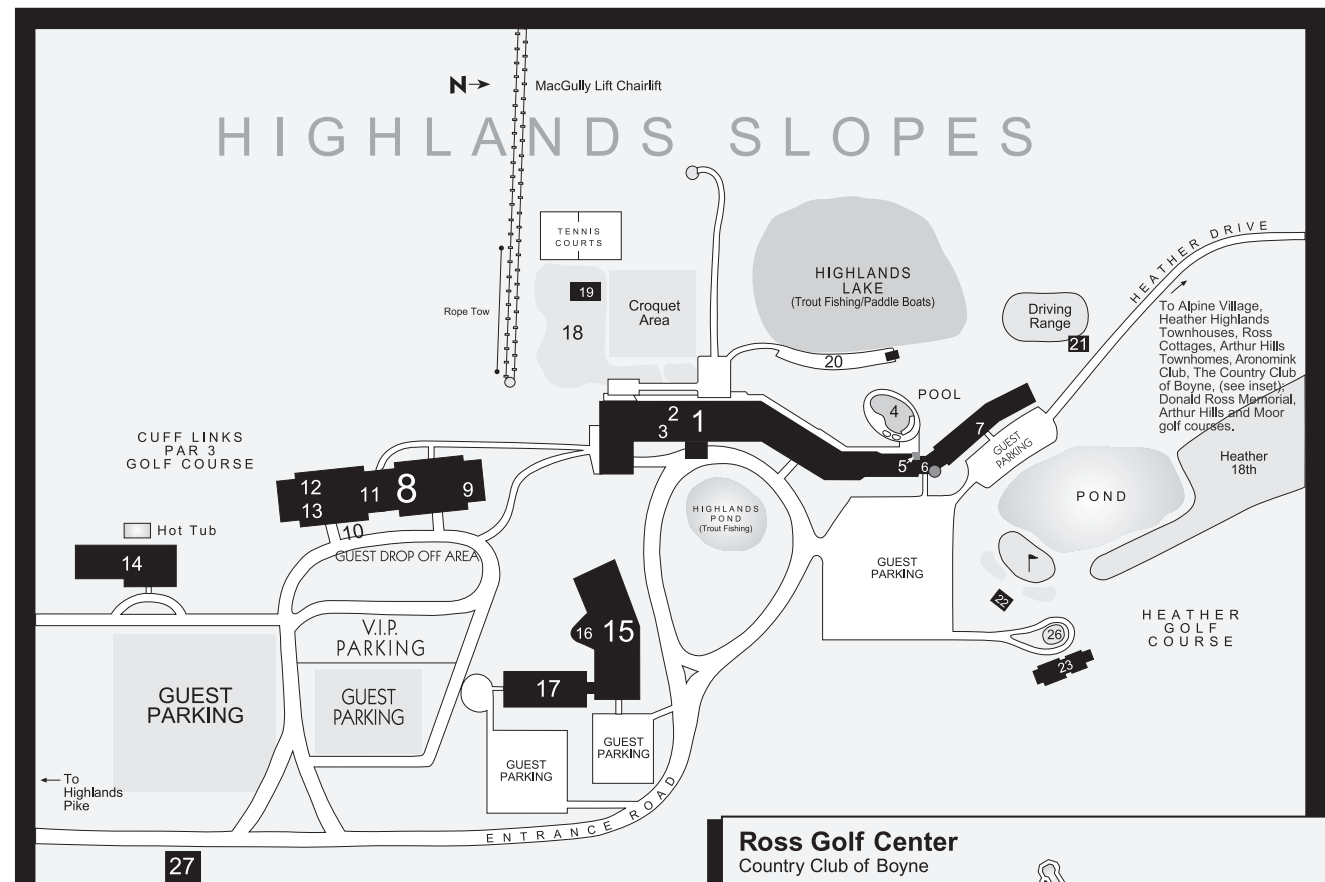 N
MacGully Lift Chairlift
HIGHLANDS SLOPES
TENNIS
COURTS
19
18
Croquet
Area
Rope Tow
HIGHLANDS
LAKE
(Trout Fishing/Paddle Boats)
20
Driving
Range
21
HEATHER DRIVE
To Alpine Village,
Heather Highlands
Townhouses, Ross
Cottages, Arthur Hills
Townhomes, Aronomink
Club, The Country Club
of Boyne, (see inset);
Donald Ross Memorial,
Arthur Hills and Moor
golf courses.
POOL
4
2
1
3
7
5
6
GUEST
PARKING
Heather
18th
POND
CUFF LINKS
PAR 3
GOLF COURSE
12
11
8
9
13
10
GUEST DROP OFF AREA
Hot Tub
14
HIGHLANDS
POND
(Trout Fishing)
GUEST
PARKING
22
26
23
HEATHER
GOLF
COURSE
V.I.P.
PARKING
16
15
17
GUEST
PARKING
GUEST
PARKING
GUEST
PARKING
GUEST
PARKING
To
Highlands
Pike
ENTRANCE ROAD
27
Ross Golf Center
Country Club of Boyne